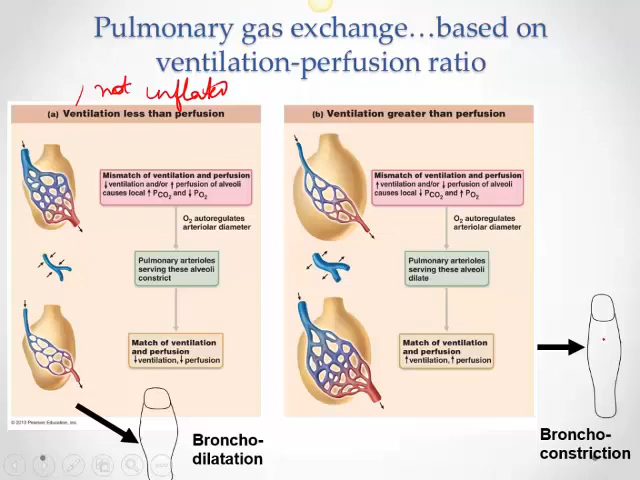 Pulmonary gas exchange…based on
ventilation-perfusion ratio
, not inflated
(a) Ventilation less than perfusion
Mismatch of ventilation and perfusion
↓ventilation and/or ↑ perfusion of alveoli
causes local ↑ PCO2 and ↓ PO2
O2 autoregulates
arteriolar diameter
Pulmonary arterioles
serving these alveoli
constrict
Match of ventilation
and perfusion
↓ventilation, ↓perfusion
© 2013 Pearson Education, Inc.
Broncho-
dilatation
(b) Ventilation greater than perfusion
Mismatch of ventilation and perfusion
↑ventilation and/or ↓ perfusion of alveoli
causes local ↓ PCO2 and ↑ PO2
O2 autoregulates
arteriolar diameter
Pulmonary arterioles
serving these alveoli
dilate
Match of ventilation
and perfusion
↑ventilation, ↑perfusion
Broncho-
constriction